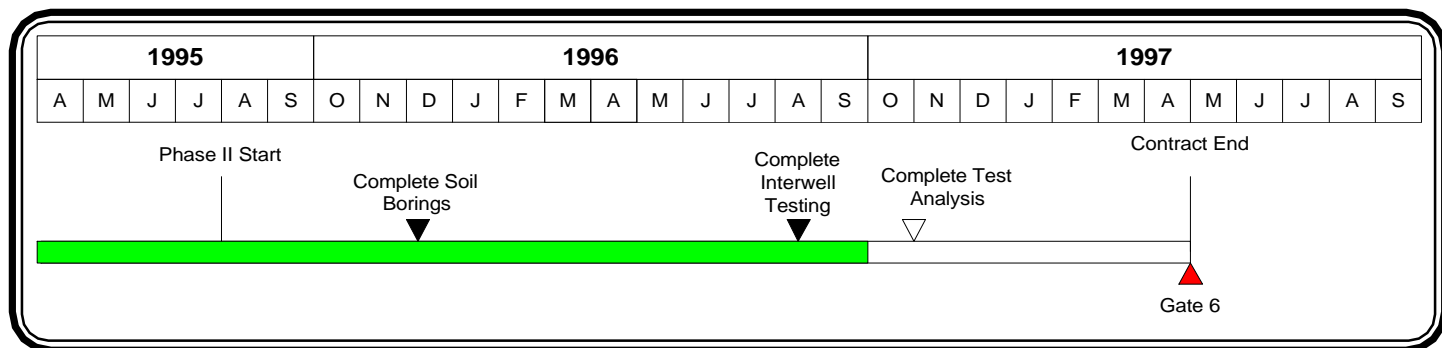 1995 1996 1997
A M J J A S O N D J F M A M J J A S O N D J F M A M J J A S
Phase II Start
Complete Soil
Borings
Complete
Interwell
Testing
Complete Test
Analysis
Contract End
Gate 6